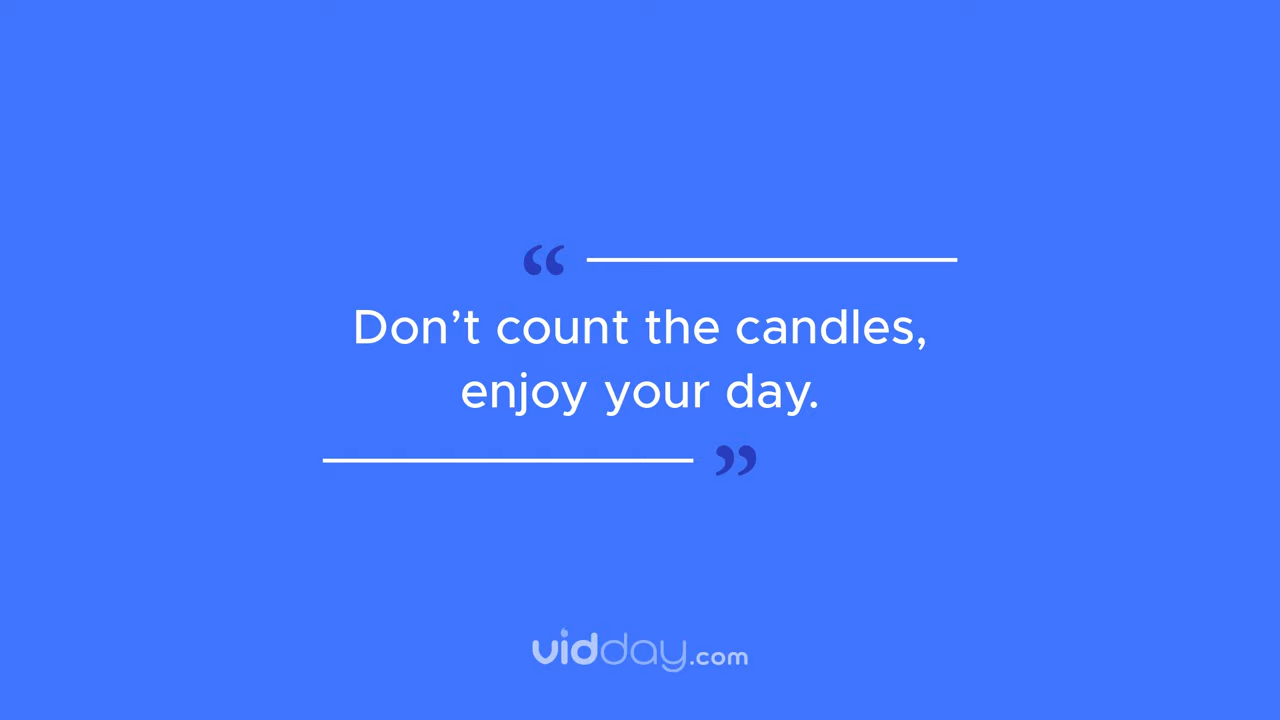 “
Don’t count the candles,
enjoy your day.
”
vidday.com